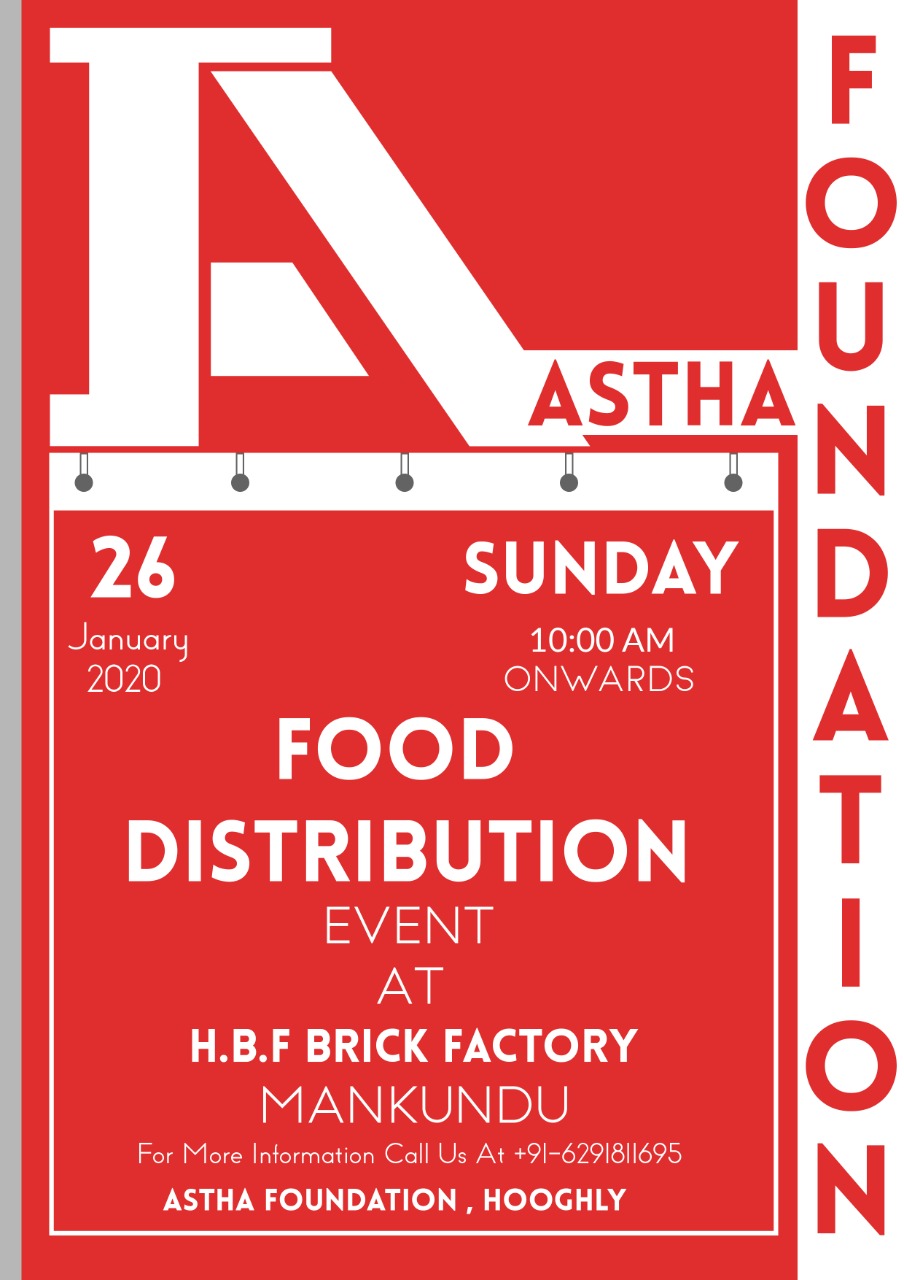 A
ASTHA
FOUNDATION
26
January
2020
SUNDAY
10:00 AM
ONWARDS
FOOD
DISTRIBUTION
EVENT
AT
H.B.F BRICK FACTORY
MANKUNDU
For More Information Call Us At +91-6291811695
ASTHA FOUNDATION , HOOGHLY